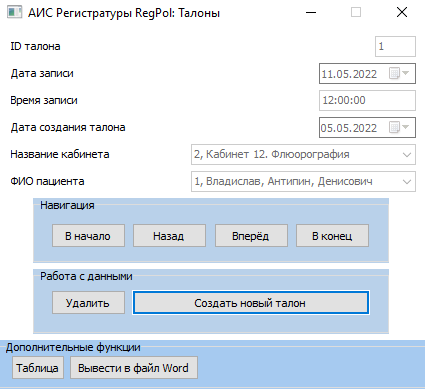 АИС Регистратуры RegPol: Талоны
ID талона 1
Дата записи 11.05.2022
Время записи 12:00:00
Дата создания талона 05.05.2022
Название кабинета 2, Кабинет 12. Флюорография
ФИО пациента 1, Владислав, Антипин, Денисович
Навигация
В начало Назад Вперёд В конец
Работа с данными
Удалить Создать новый талон
Дополнительные функции
Таблица Вывести в файл Word